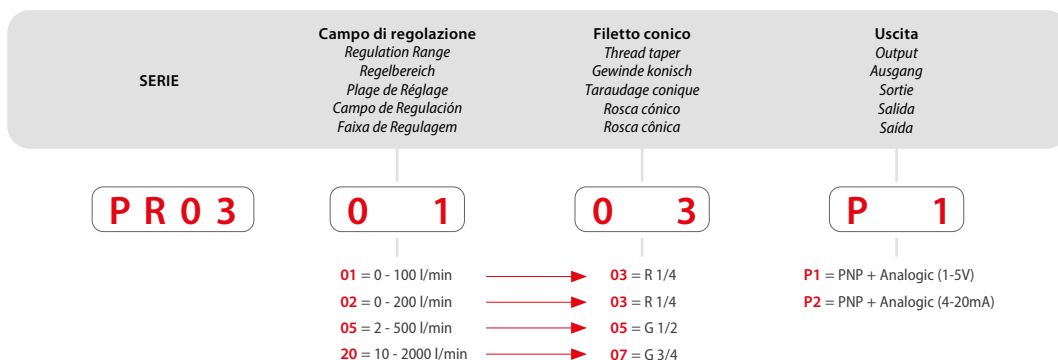 SERIE
Campo di regolazione
Regulation Range
Regelbereich
Plage de Réglage
Campo de Regulación
Faixa de Regulagem
Filetto conico
Thread taper
Gewinde konisch
Taraudage conique
Rosca cónico
Rosca cônica
Uscita
Output
Ausgang
Sortie
Salida
Saída
PR03
0 1
0 3
P 1
01 = 0 - 100 l/min
03 = R 1/4
P1 = PNP + Analogic (1-5V)
02 = 0 - 200 l/min
03 = R 1/4
P2 = PNP + Analogic (4-20mA)
05 = 2 - 500 l/min
05 = G 1/2
20 = 10 - 2000 l/min
07 = G 3/4